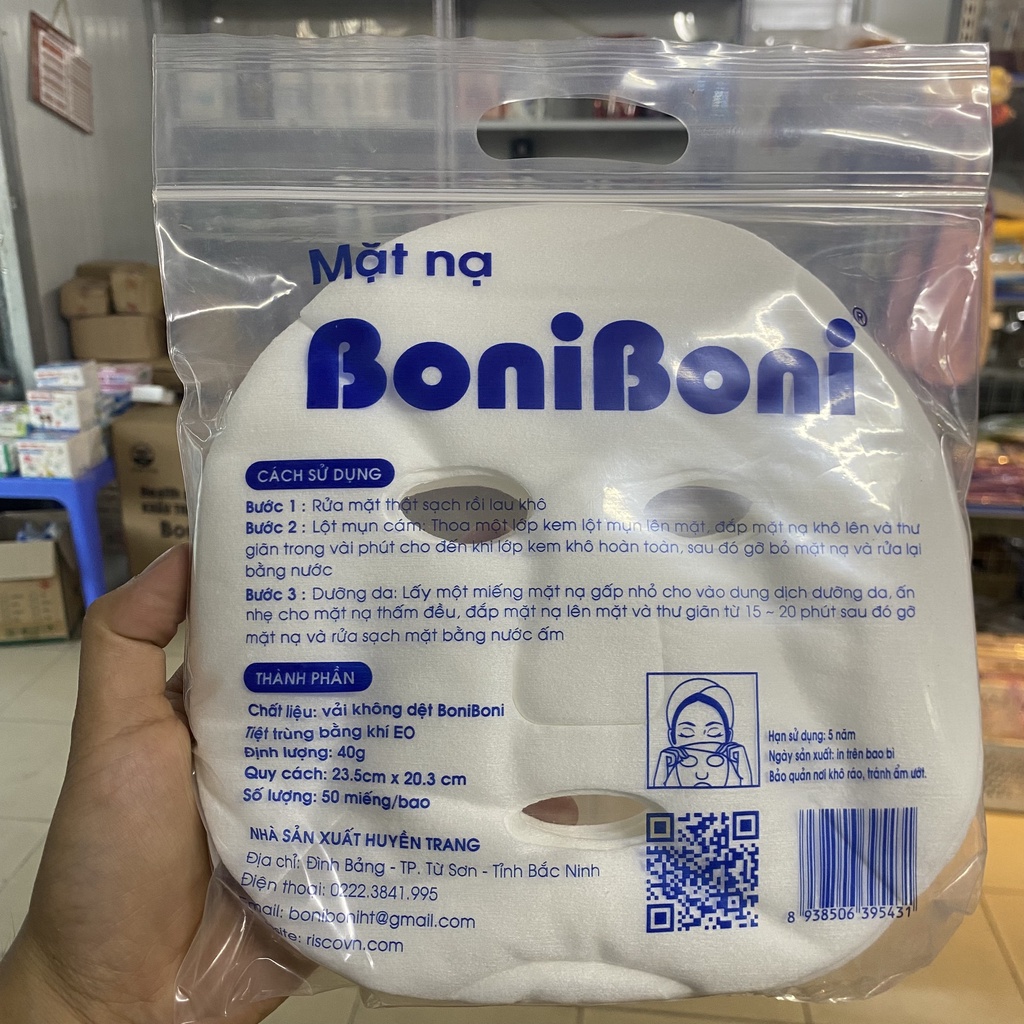 Mặt nạ
BoniBoni®
CÁCH SỬ DỤNG
Bước 1 : Rửa mặt thật sạch rồi lau khô
Bước 2 : Lột mụn cám: Thoa một lớp kem lột mụn lên mặt, đắp mặt nạ khô lên và thư
giãn trong vài phút cho đến khi lớp kem khô hoàn toàn, sau đó gỡ bỏ mặt nạ và rửa lại
bằng nước
Bước 3 : Dưỡng da: Lấy một miếng mặt nạ gấp nhỏ cho vào dung dịch dưỡng da, ấn
nhẹ cho mặt nạ thấm đều, đắp mặt nạ lên mặt và thư giãn từ 15 ~ 20 phút sau đó gỡ
mặt nạ và rửa sạch mặt bằng nước ấm
THÀNH PHẦN
Chất liệu: vải không dệt BoniBoni
Tiệt trùng bằng khí EO
Định lượng: 40g
Quy cách: 23.5cm x 20.3 cm
Số lượng: 50 miếng/bao
Hạn sử dụng: 5 năm
Ngày sản xuất: in trên bao bì
Bảo quản nơi khô ráo, tránh ẩm ướt.
NHÀ SẢN XUẤT HUYỀN TRANG
Địa chỉ: Đình Bảng - TP. Từ Sơn - Tỉnh Bắc Ninh
Điện thoại: 0222.3841.995
Email: boniboniht@gmail.com
riscovn.com
8 938506 395431